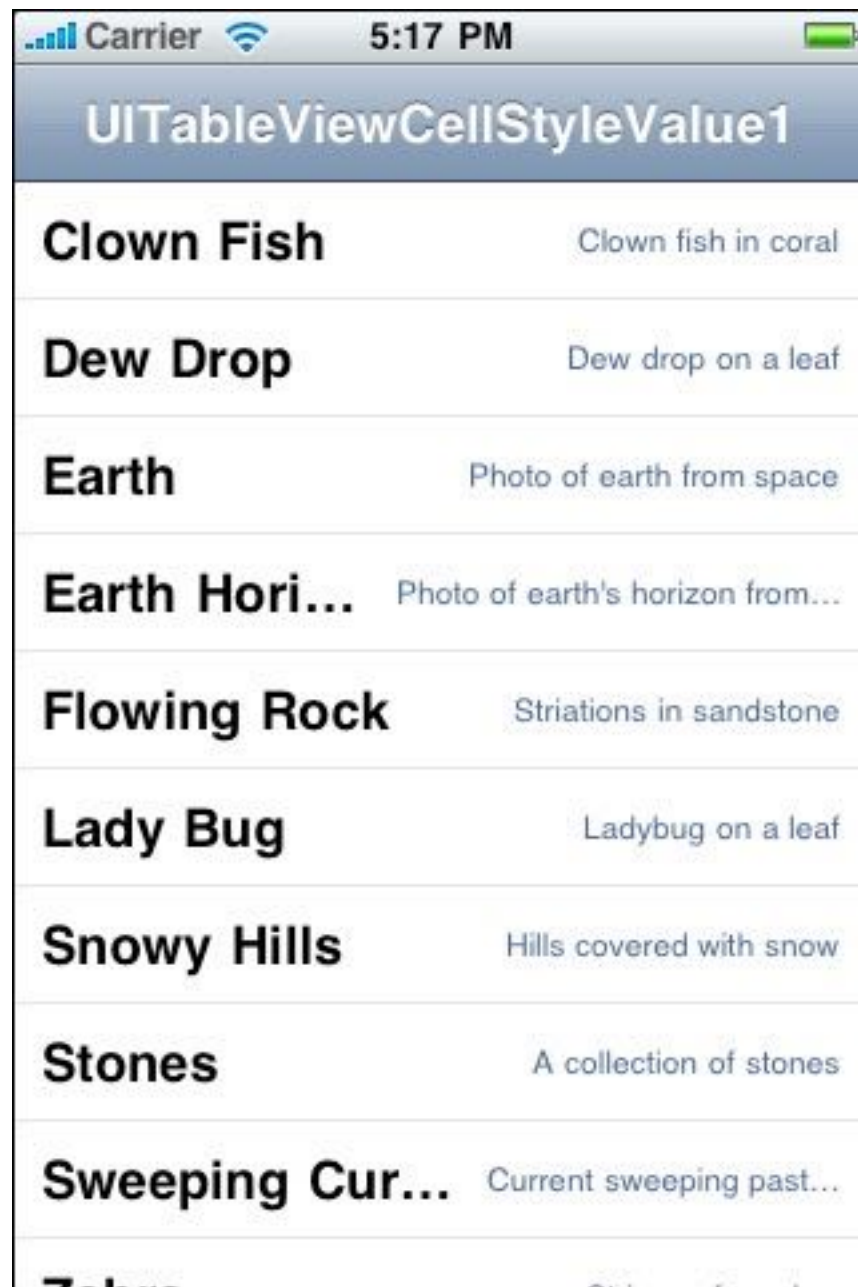 Carrier 5:17 PM
UITableViewCellStyleValue1
Clown Fish Clown fish in coral
Dew Drop Dew drop on a leaf
Earth Photo of earth from space
Earth Hori... Photo of earth's horizon from...
Flowing Rock Striations in sandstone
Lady Bug Ladybug on a leaf
Snowy Hills Hills covered with snow
Stones A collection of stones
Sweeping Cur... Current sweeping past...